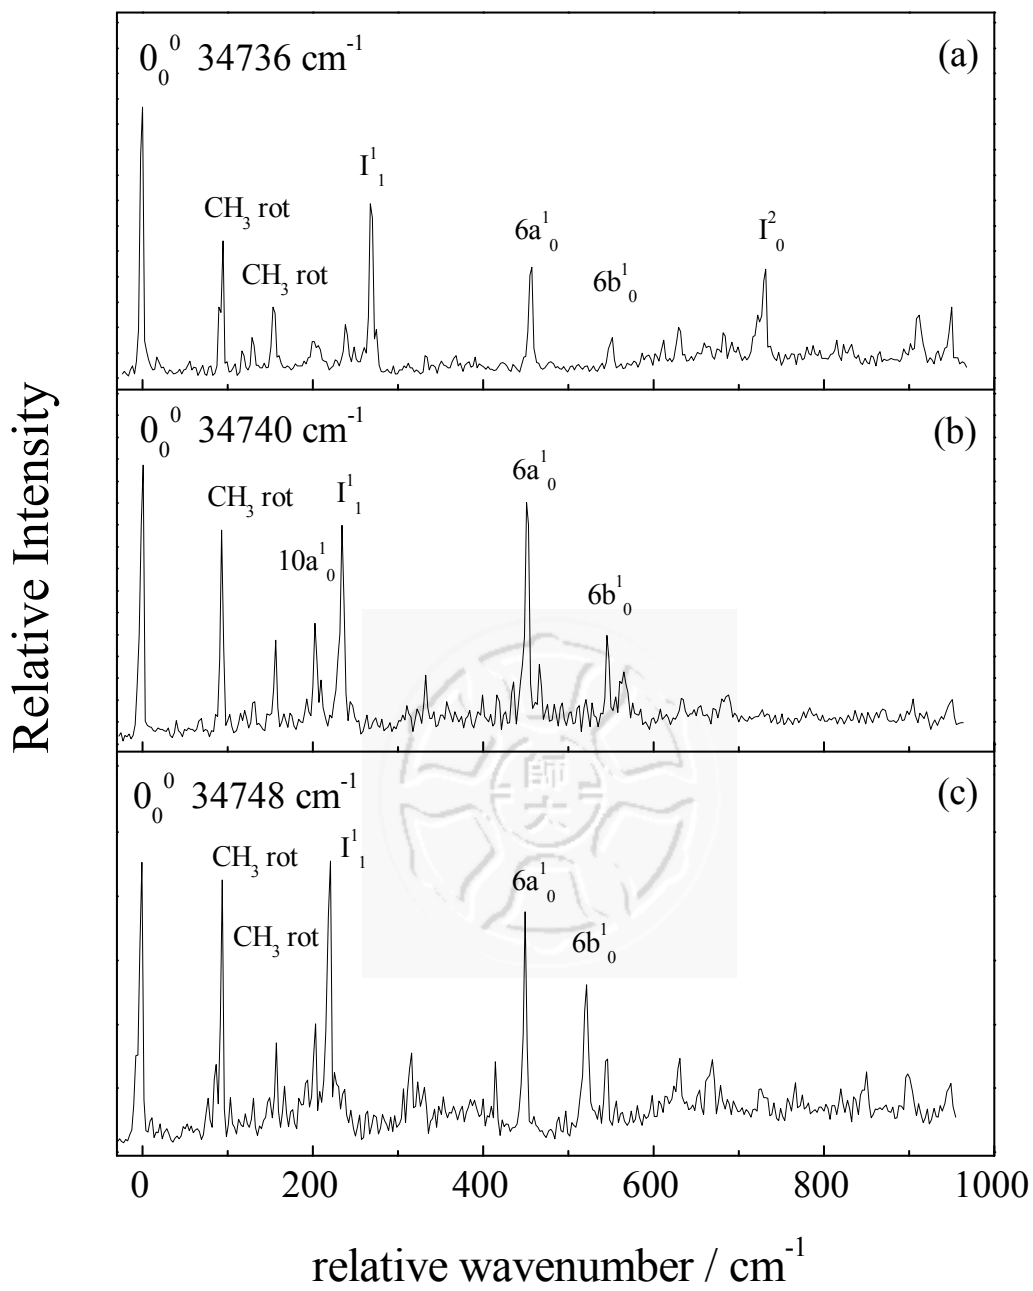 0₀⁰ 34736 cm⁻¹
(a)
I¹₁
CH₃ rot
CH₃ rot
6a¹₀
6b¹₀
I²₀
0₀⁰ 34740 cm⁻¹
(b)
CH₃ rot
I¹₁
10a¹₀
6a¹₀
6b¹₀
師
大
0₀⁰ 34748 cm⁻¹
(c)
CH₃ rot
I¹₁
CH₃ rot
6a¹₀
6b¹₀
0 200 400 600 800 1000
relative wavenumber / cm⁻¹
Relative Intensity